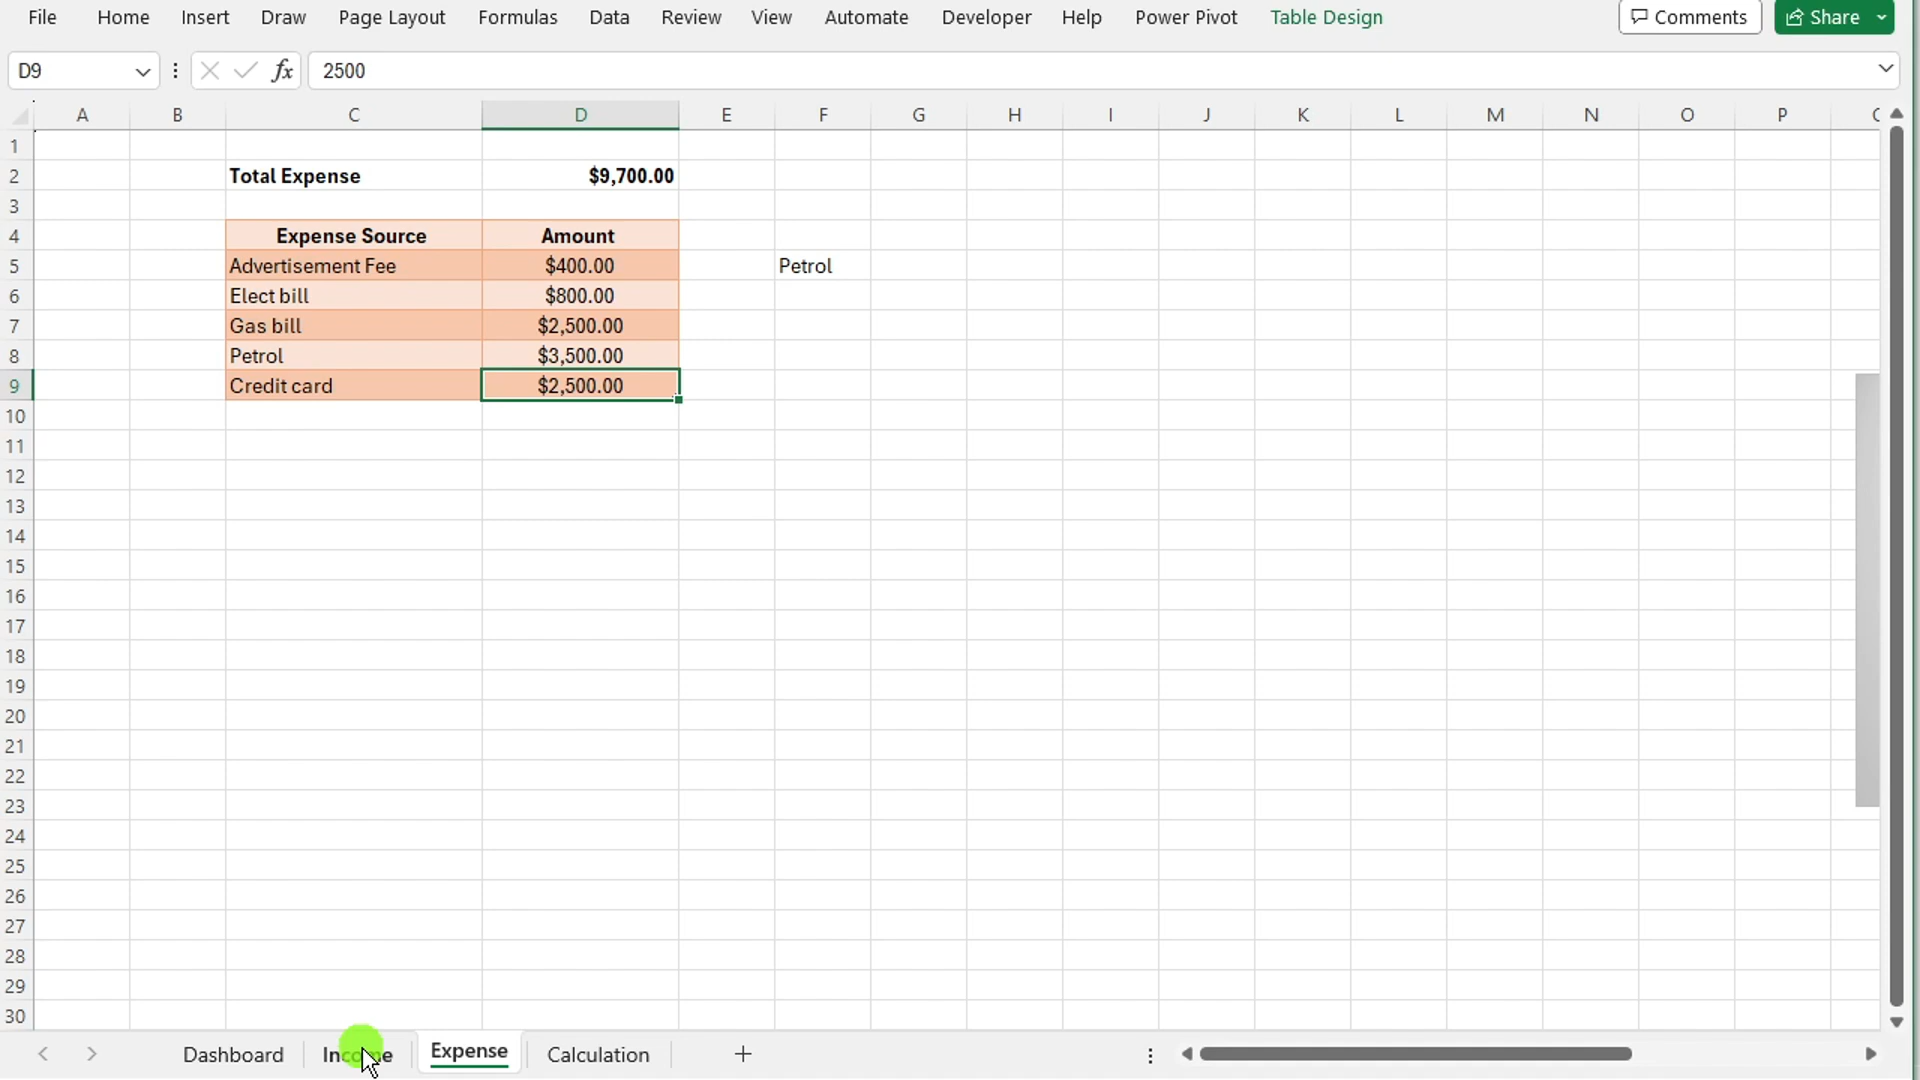 File Home Insert Draw Page Layout Formulas Data Review View Automate Developer Help Power Pivot Table Design Comments Share
D9 fx 2500
A B C D E F G H I J K L M N O P
1
2 Total Expense $9,700.00
3
4 Expense Source Amount
5 Advertisement Fee $400.00 Petrol
6 Elect bill $800.00
7 Gas bill $2,500.00
8 Petrol $3,500.00
9 Credit card $2,500.00
10
11
12
13
14
15
16
17
18
19
20
21
22
23
24
25
26
27
28
29
30
Dashboard Income Expense Calculation